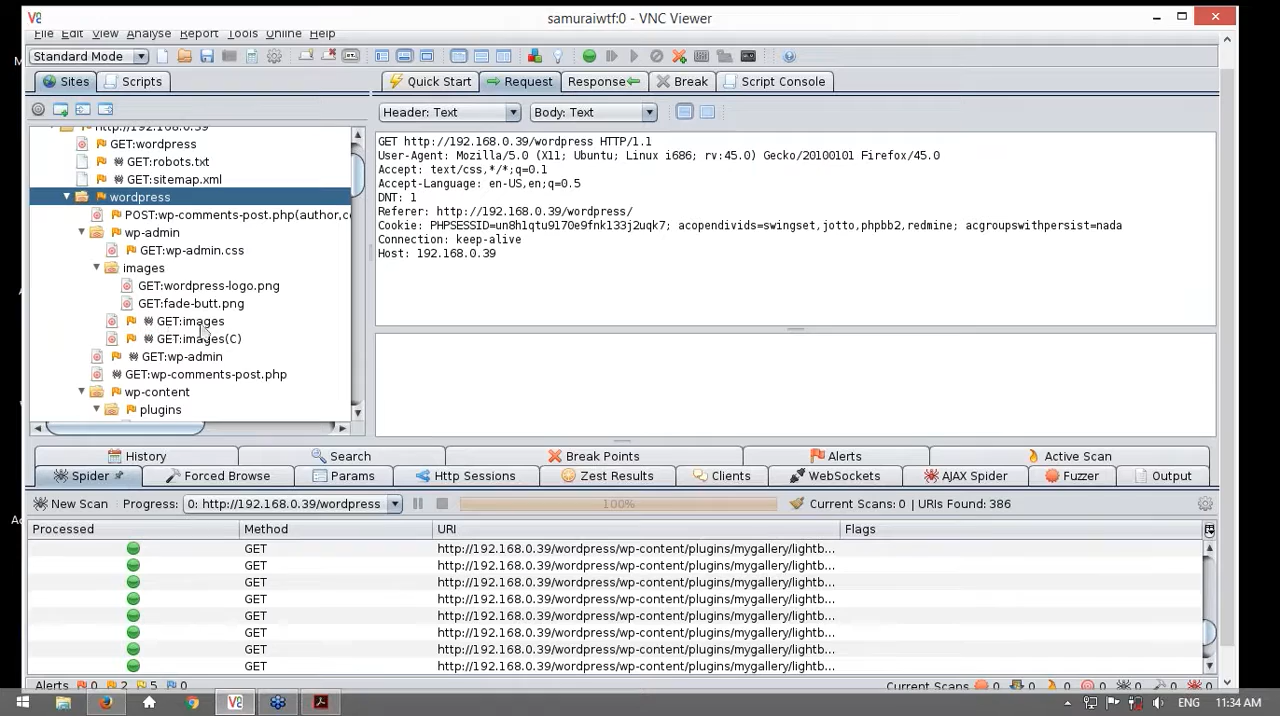 samuraiwtf:0 - VNC Viewer
File Edit View Analyse Report Tools Online Help
Standard Mode
Sites Scripts
Quick Start Request Response Break Script Console
Header: Text Body: Text
http://192.168.0.39
GET:wordpress
GET:robots.txt
GET:sitemap.xml
wordpress
POST:wp-comments-post.php(author,co
wp-admin
GET:wp-admin.css
images
GET:wordpress-logo.png
GET:fade-butt.png
GET:images
GET:images(C)
GET:wp-admin
GET:wp-comments-post.php
wp-content
plugins
GET http://192.168.0.39/wordpress HTTP/1.1
User-Agent: Mozilla/5.0 (X11; Ubuntu; Linux i686; rv:45.0) Gecko/20100101 Firefox/45.0
Accept: text/css,*/*;q=0.1
Accept-Language: en-US,en;q=0.5
DNT: 1
Referer: http://192.168.0.39/wordpress/
Cookie: PHPSESSID=un8h1qtu9170e9fnk133j2uqk7; acopendivids=swingset,jotto,phpbb2,redmine; acgroupswithpersist=nada
Connection: keep-alive
Host: 192.168.0.39
History Search Break Points Alerts Active Scan
Spider Forced Browse Params Http Sessions Zest Results Clients WebSockets AJAX Spider Fuzzer Output
New Scan Progress: 0: http://192.168.0.39/wordpress 100% Current Scans: 0 | URIs Found: 386
Processed Method URI Flags
GET http://192.168.0.39/wordpress/wp-content/plugins/mygallery/lightb...
GET http://192.168.0.39/wordpress/wp-content/plugins/mygallery/lightb...
GET http://192.168.0.39/wordpress/wp-content/plugins/mygallery/lightb...
GET http://192.168.0.39/wordpress/wp-content/plugins/mygallery/lightb...
GET http://192.168.0.39/wordpress/wp-content/plugins/mygallery/lightb...
GET http://192.168.0.39/wordpress/wp-content/plugins/mygallery/lightb...
GET http://192.168.0.39/wordpress/wp-content/plugins/mygallery/lightb...
GET http://192.168.0.39/wordpress/wp-content/plugins/mygallery/lightb...
Alerts 0 2 5 0 Current Scans 0 0 0 0 0 0 0
ENG 11:34 AM